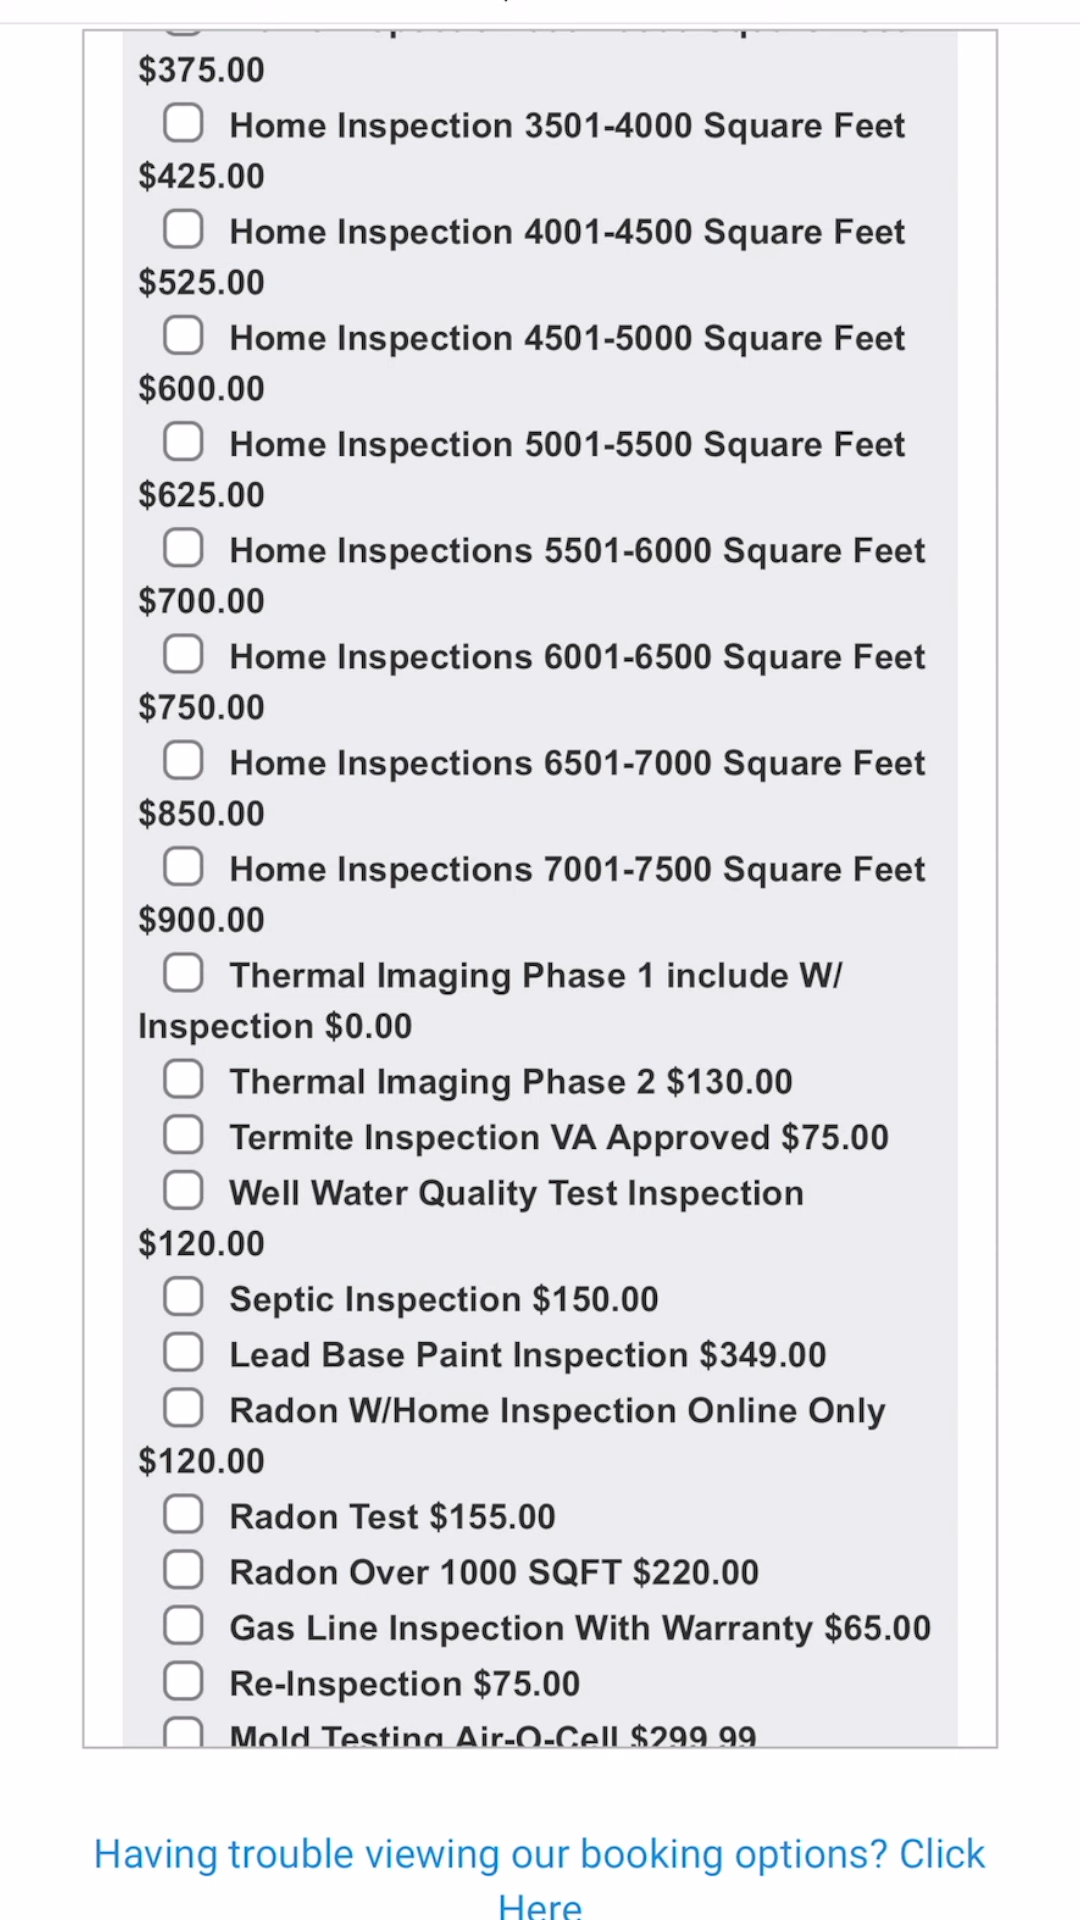 $375.00
Home Inspection 3501-4000 Square Feet
$425.00
Home Inspection 4001-4500 Square Feet
$525.00
Home Inspection 4501-5000 Square Feet
$600.00
Home Inspection 5001-5500 Square Feet
$625.00
Home Inspections 5501-6000 Square Feet
$700.00
Home Inspections 6001-6500 Square Feet
$750.00
Home Inspections 6501-7000 Square Feet
$850.00
Home Inspections 7001-7500 Square Feet
$900.00
Thermal Imaging Phase 1 include W/
Inspection $0.00
Thermal Imaging Phase 2 $130.00
Termite Inspection VA Approved $75.00
Well Water Quality Test Inspection
$120.00
Septic Inspection $150.00
Lead Base Paint Inspection $349.00
Radon W/Home Inspection Online Only
$120.00
Radon Test $155.00
Radon Over 1000 SQFT $220.00
Gas Line Inspection With Warranty $65.00
Re-Inspection $75.00
Mold Testing Air-O-Cell $299.99
Having trouble viewing our booking options? Click
Here